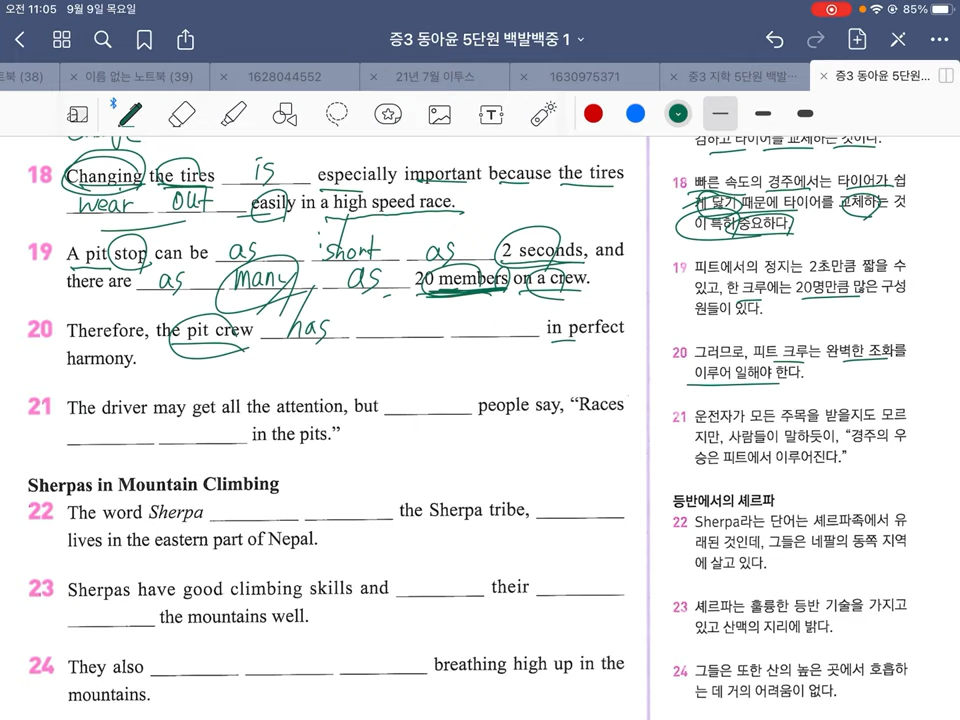 오전 11:05 9월 9일 목요일
85%
증3 동아윤 5단원 백발백중 1
트북 (38)
이름 없는 노트북 (39)
1628044552
21년 7월 이투스
1630975371
중3 지학 5단원 백발…
증3 동아윤 5단원…
18 Changing the tires is especially important because the tires
wear out easily in a high speed race.
19 A pit stop can be as short as 2 seconds, and
there are as many as 20 members on a crew.
20 Therefore, the pit crew has in perfect
harmony.
21 The driver may get all the attention, but people say, “Races
in the pits.”
Sherpas in Mountain Climbing
22 The word Sherpa the Sherpa tribe,
lives in the eastern part of Nepal.
23 Sherpas have good climbing skills and their
the mountains well.
24 They also breathing high up in the
mountains.
검하고 타이어를 교체하는 것이다.
18 빠른 속도의 경주에서는 타이어가 쉽
게 닳기 때문에 타이어를 교체하는 것
이 특히 중요하다.
19 피트에서의 정지는 2초만큼 짧을 수
있고, 한 크루에는 20명만큼 많은 구성
원들이 있다.
20 그러므로, 피트 크루는 완벽한 조화를
이루어 일해야 한다.
21 운전자가 모든 주목을 받을지도 모르
지만, 사람들이 말하듯이, “경주의 우
승은 피트에서 이루어진다.”
등반에서의 셰르파
22 Sherpa라는 단어는 셰르파족에서 유
래된 것인데, 그들은 네팔의 동쪽 지역
에 살고 있다.
23 셰르파는 훌륭한 등반 기술을 가지고
있고 산맥의 지리에 밝다.
24 그들은 또한 산의 높은 곳에서 호흡하
는 데 거의 어려움이 없다.